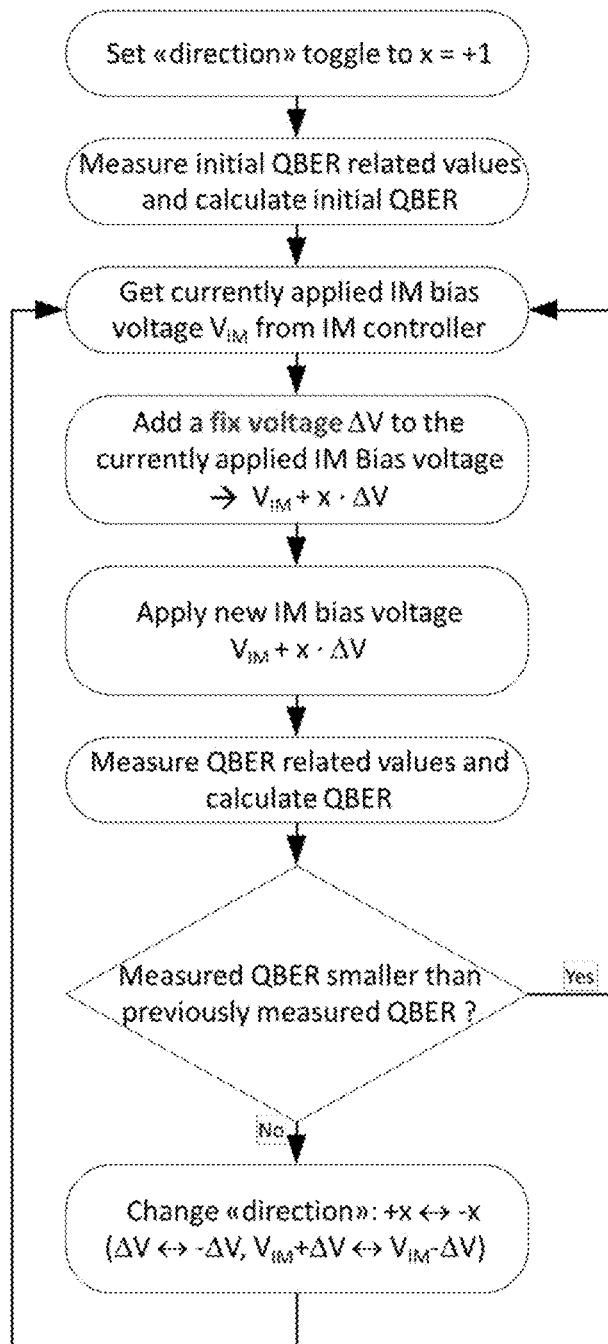 Set «direction» toggle to x = +1
Measure initial QBER related values
and calculate initial QBER
Get currently applied IM bias
voltage V_IM from IM controller
Add a fix voltage ΔV to the
currently applied IM Bias voltage
→ V_IM + x · ΔV
Apply new IM bias voltage
V_IM + x · ΔV
Measure QBER related values and
calculate QBER
Measured QBER smaller than
previously measured QBER ?
Yes
No
Change «direction»: +x ↔ -x
(ΔV ↔ -ΔV, V_IM+ΔV ↔ V_IM-ΔV)